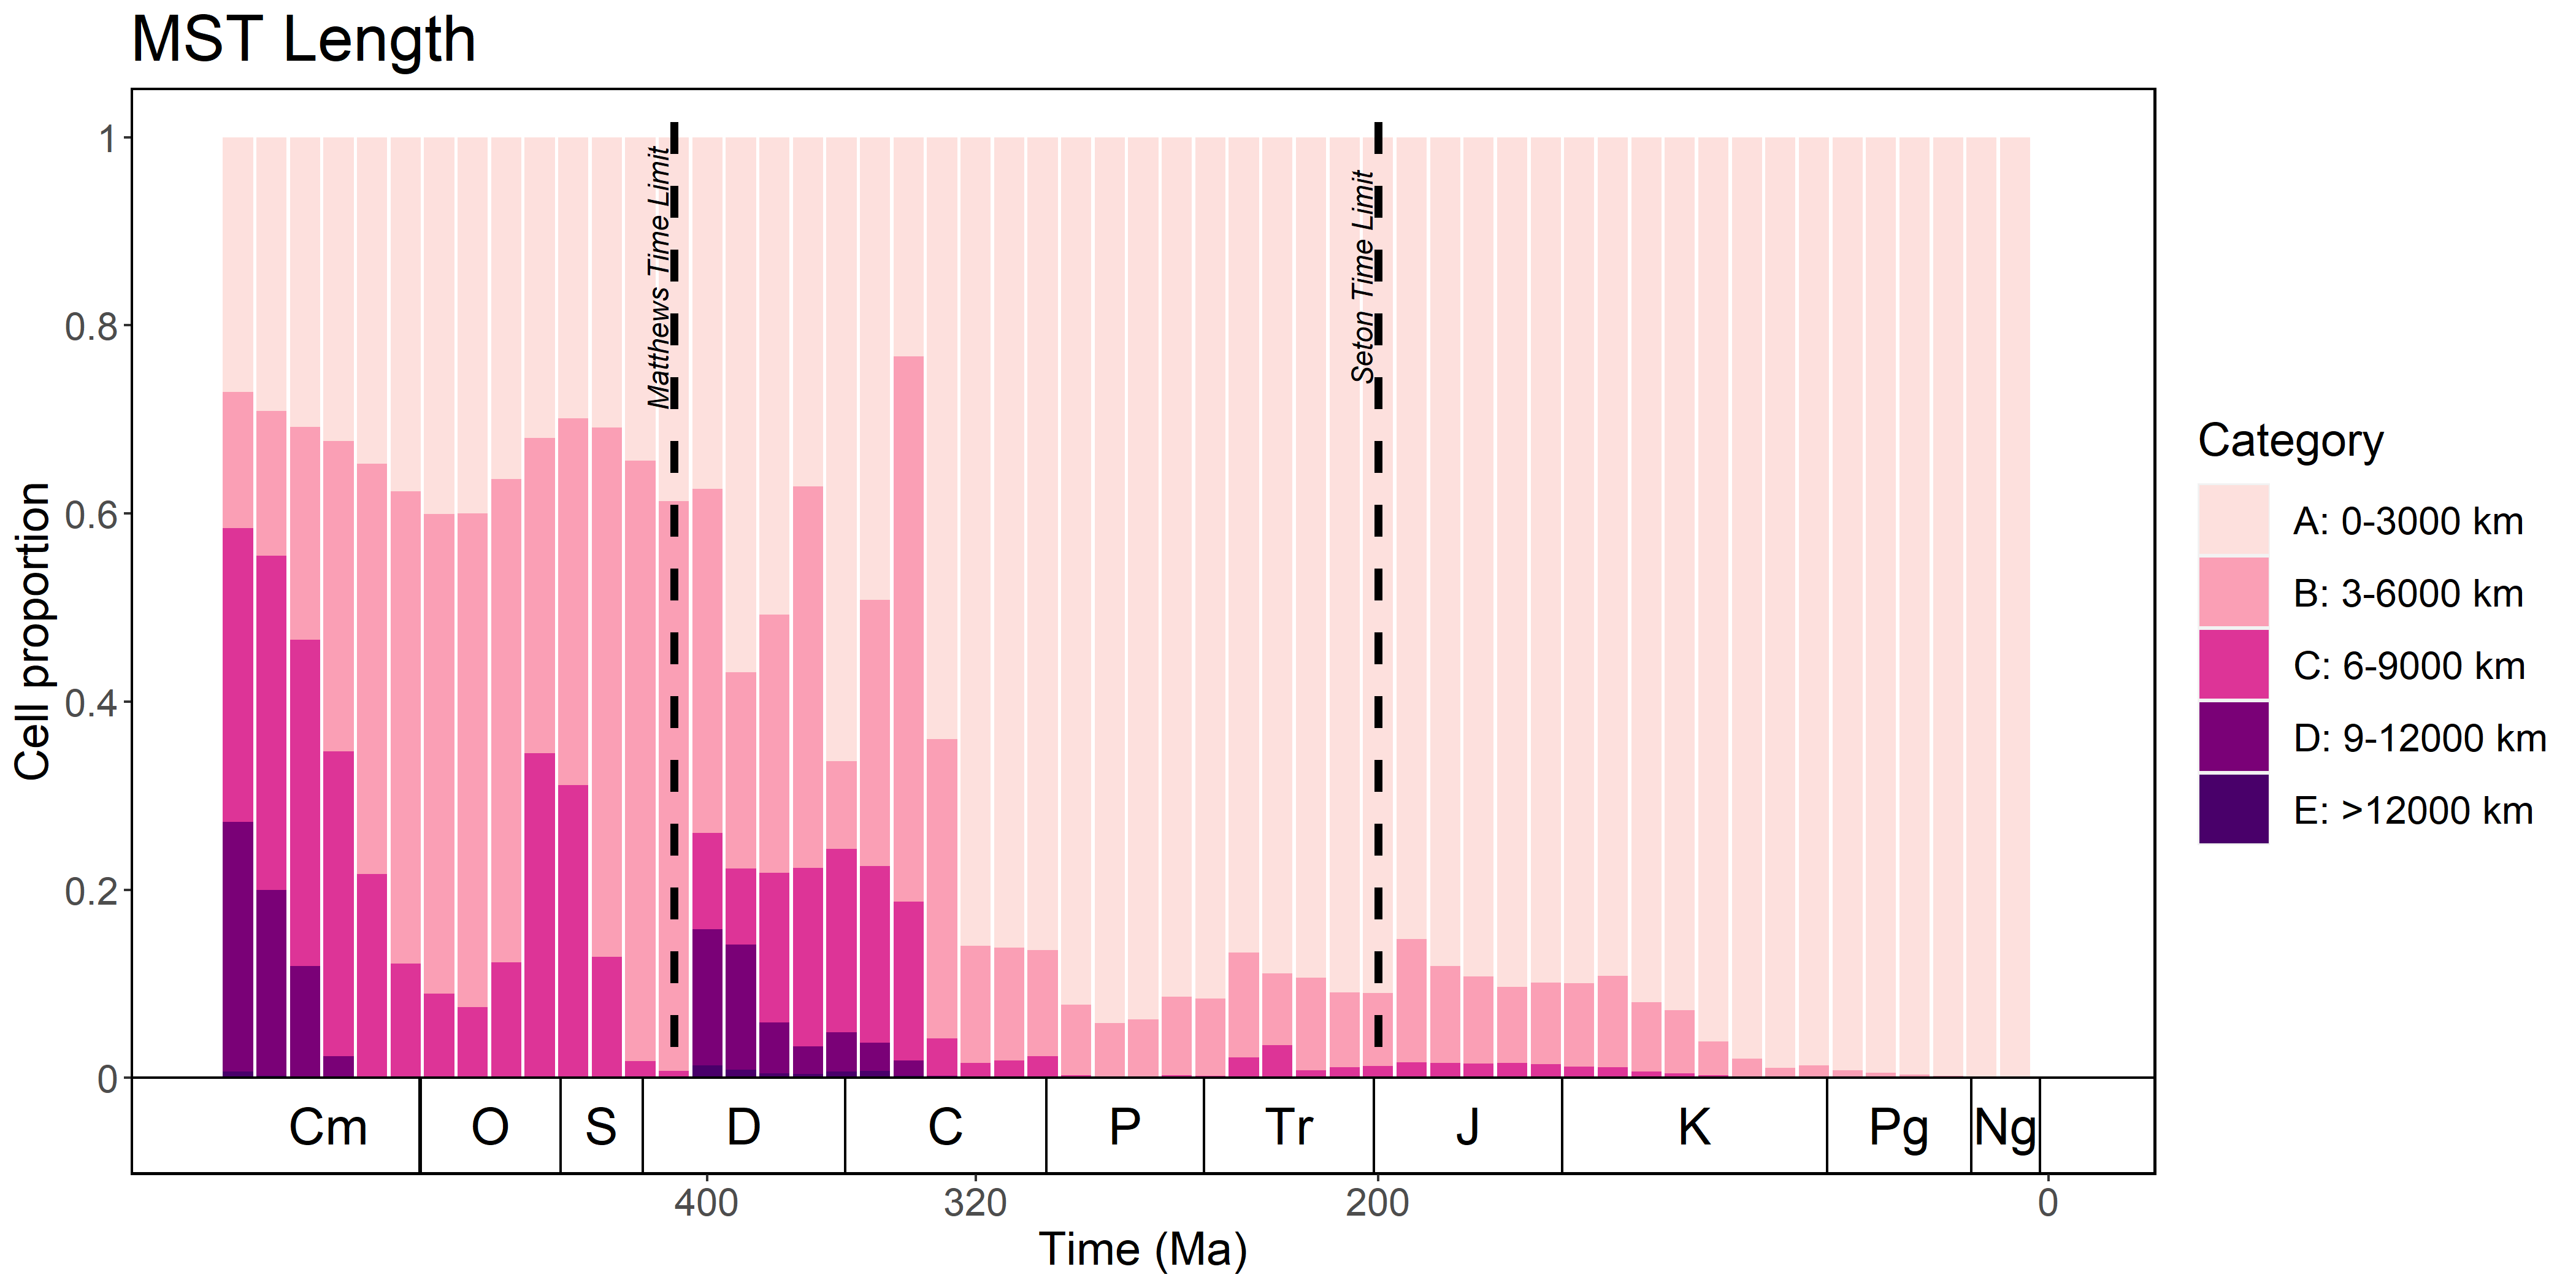 MST Length
1
0.8
0.6
0.4
0.2
0
Cell proportion
Matthews Time Limit
Seton Time Limit
Cm O S D C P Tr J K Pg Ng
400 320 200 0
Time (Ma)
Category
A: 0-3000 km
B: 3-6000 km
C: 6-9000 km
D: 9-12000 km
E: >12000 km